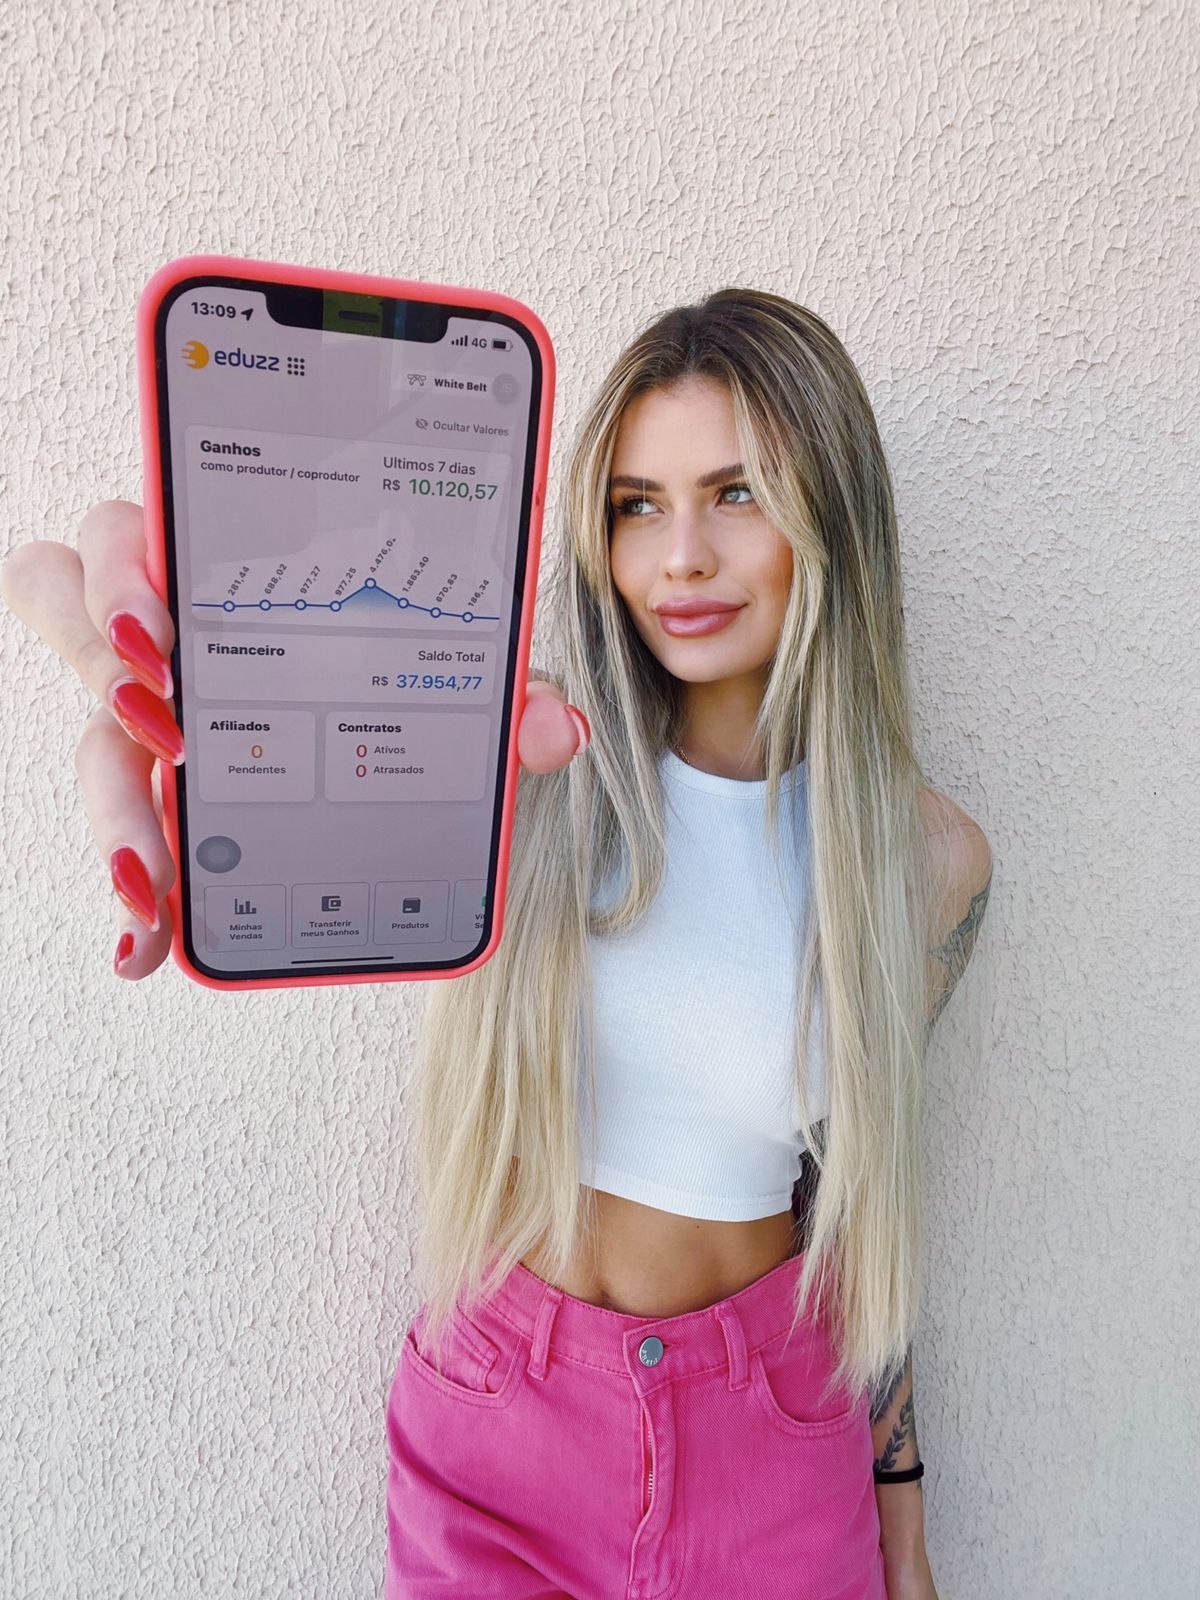 13:09
4G
eduzz
White Belt
JS
Ocultar Valores
Ganhos
como produtor / coprodutor
Ultimos 7 dias
R$ 10.120,57
281,44
688,02
977,27
977,25
1.863,40
670,83
186,34
Financeiro
Saldo Total
R$ 37.954,77
Afiliados
0
Pendentes
Contratos
0 Ativos
0 Atrasados
Minhas
Vendas
Transferir
meus Ganhos
Produtos